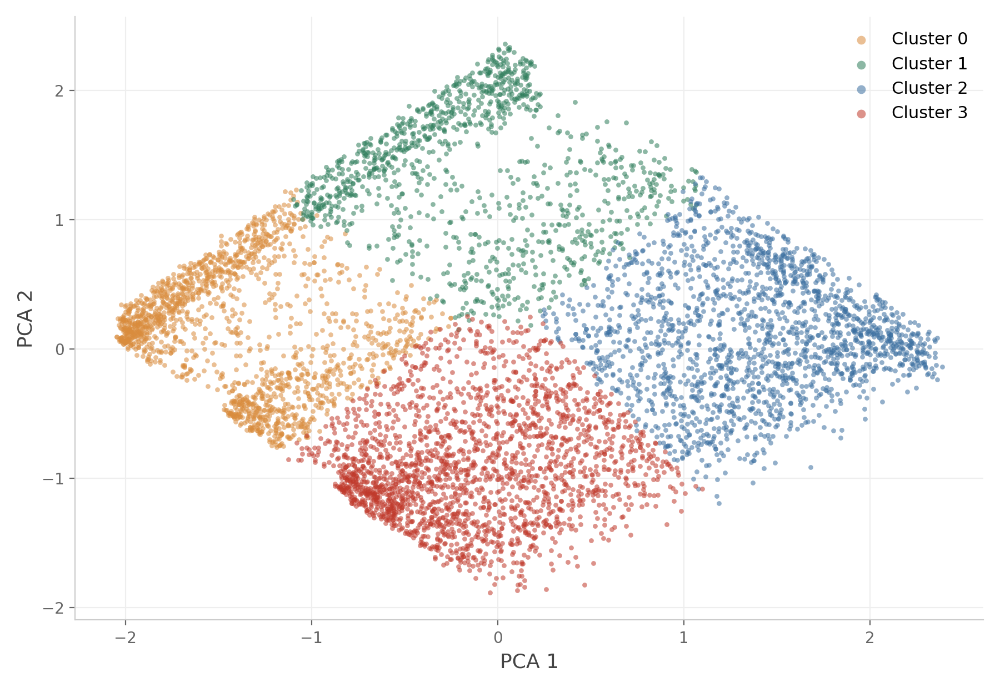 Cluster 0
Cluster 1
Cluster 2
Cluster 3
2
1
0
−1
−2
PCA 2
−2 −1 0 1 2
PCA 1